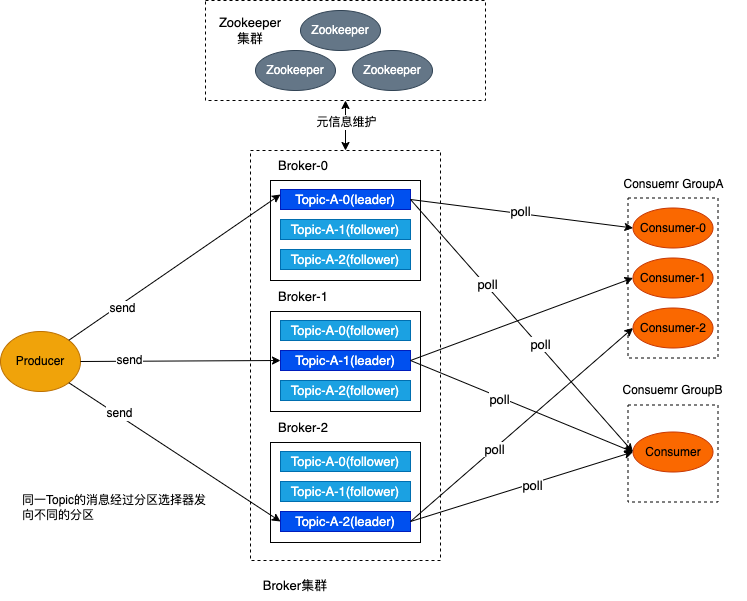 Zookeeper
集群
Zookeeper
Zookeeper
Zookeeper
元信息维护
Broker-0
Topic-A-0(leader)
Topic-A-1(follower)
Topic-A-2(follower)
Broker-1
Topic-A-0(follower)
Topic-A-1(leader)
Topic-A-2(follower)
Broker-2
Topic-A-0(follower)
Topic-A-1(follower)
Topic-A-2(leader)
Broker集群
Producer
send
send
send
同一Topic的消息经过分区选择器发
向不同的分区
poll
poll
poll
poll
poll
poll
Consuemr GroupA
Consumer-0
Consumer-1
Consumer-2
Consuemr GroupB
Consumer